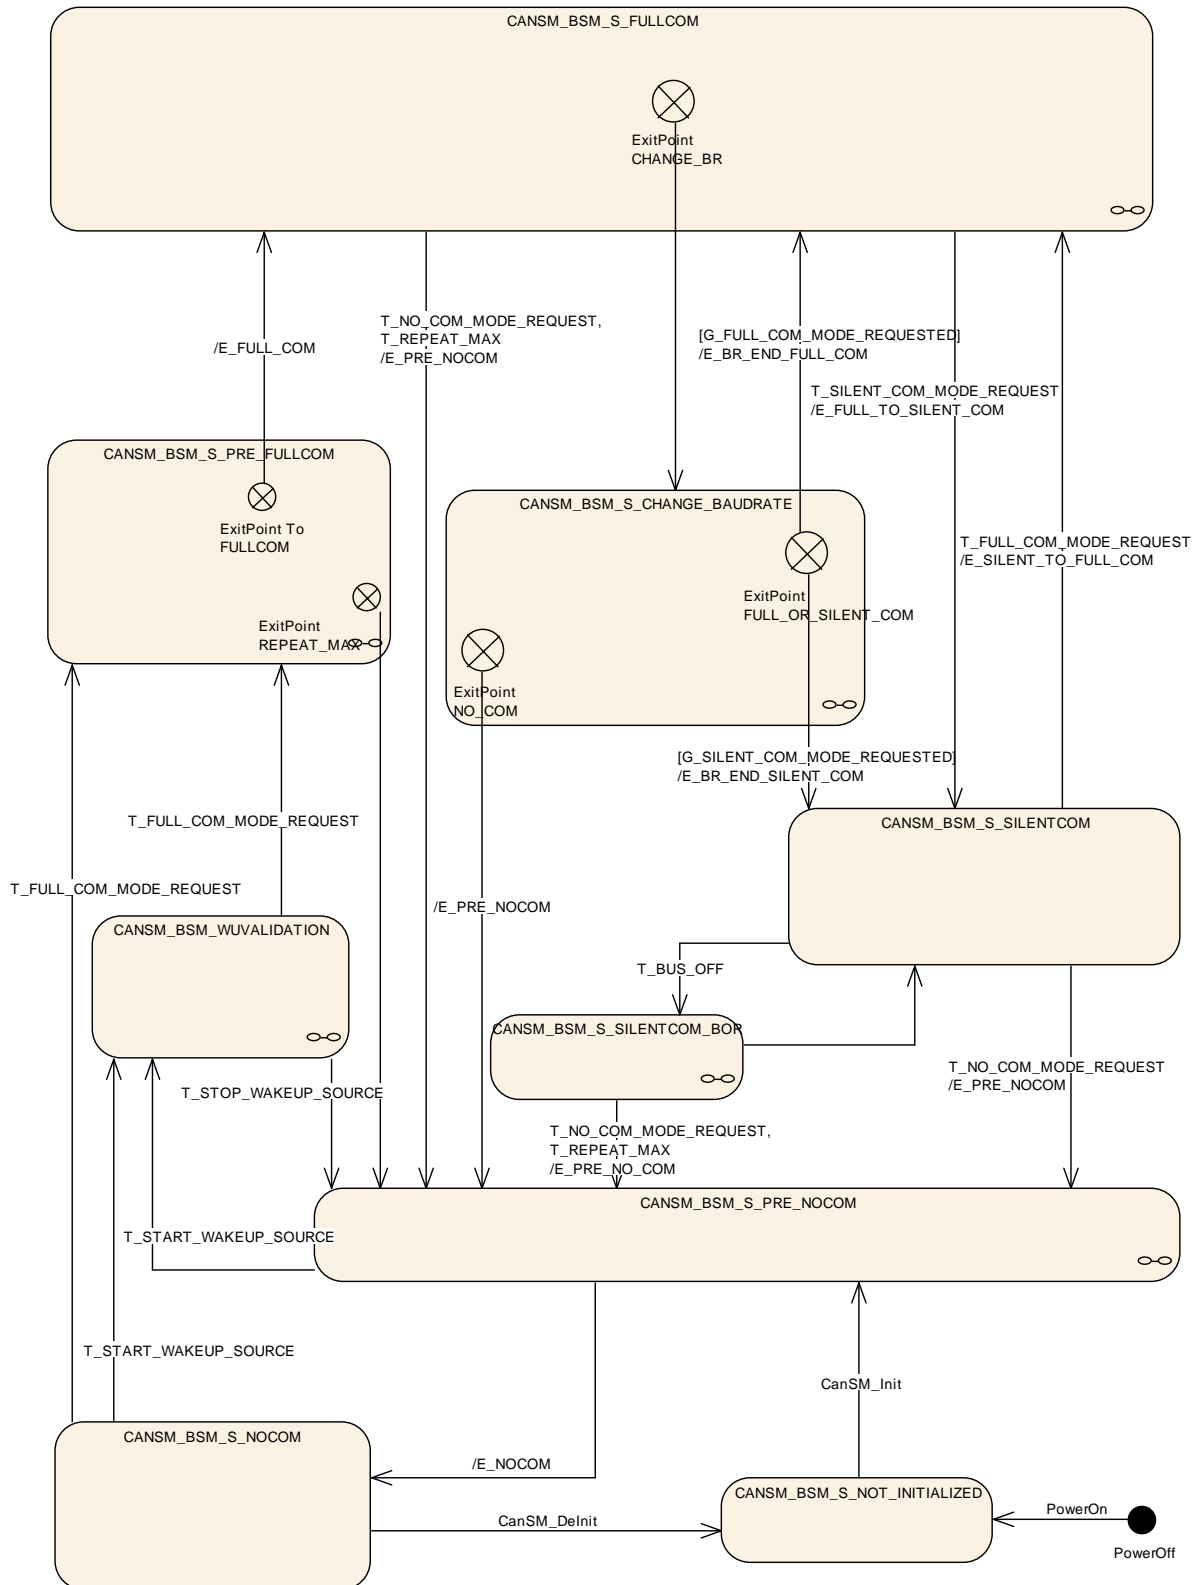 CANSM_BSM_S_FULLCOM
ExitPoint
CHANGE_BR
T_NO_COM_MODE_REQUEST,
T_REPEAT_MAX
/E_PRE_NOCOM
/E_FULL_COM
[G_FULL_COM_MODE_REQUESTED]
/E_BR_END_FULL_COM
T_SILENT_COM_MODE_REQUEST
/E_FULL_TO_SILENT_COM
CANSM_BSM_S_PRE_FULLCOM
ExitPoint To
FULLCOM
ExitPoint
REPEAT_MAX
CANSM_BSM_S_CHANGE_BAUDRATE
ExitPoint
FULL_OR_SILENT_COM
ExitPoint
NO_COM
T_FULL_COM_MODE_REQUEST
/E_SILENT_TO_FULL_COM
[G_SILENT_COM_MODE_REQUESTED]
/E_BR_END_SILENT_COM
CANSM_BSM_S_SILENTCOM
T_FULL_COM_MODE_REQUEST
T_FULL_COM_MODE_REQUEST
/E_PRE_NOCOM
CANSM_BSM_WUVALIDATION
T_BUS_OFF
CANSM_BSM_S_SILENTCOM_BOR
T_NO_COM_MODE_REQUEST
/E_PRE_NOCOM
T_STOP_WAKEUP_SOURCE
T_NO_COM_MODE_REQUEST,
T_REPEAT_MAX
/E_PRE_NO_COM
CANSM_BSM_S_PRE_NOCOM
T_START_WAKEUP_SOURCE
T_START_WAKEUP_SOURCE
CanSM_Init
CANSM_BSM_S_NOCOM
/E_NOCOM
CANSM_BSM_S_NOT_INITIALIZED
CanSM_DeInit
PowerOn
PowerOff